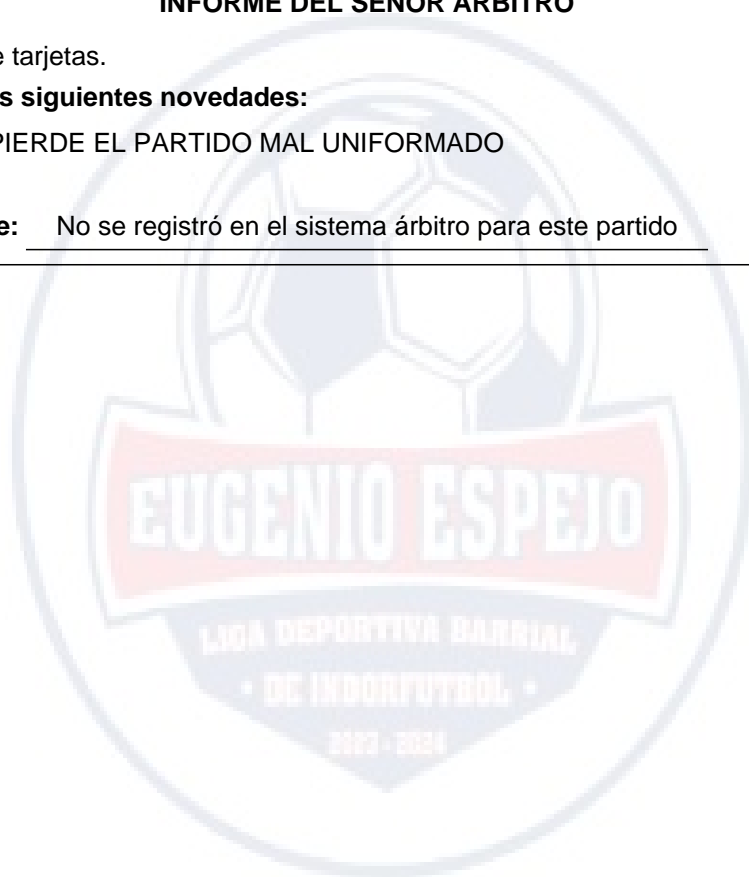 INFORME DEL SEÑOR ÁRBITRO
e tarjetas.
s siguientes novedades:
PIERDE EL PARTIDO MAL UNIFORMADO
e: No se registró en el sistema árbitro para este partido
EUGENIO ESPEJO
LIGA DEPORTIVA BARRIAL
• DE INDORFUTBOL •
2023 - 2024